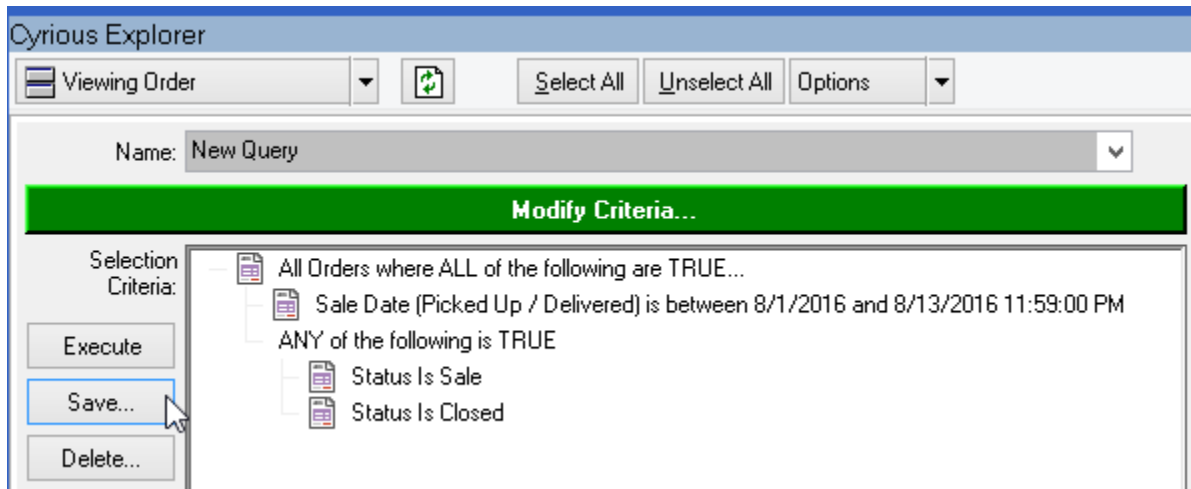 Cyrious Explorer
Viewing Order Select All Unselect All Options
Name: New Query
Modify Criteria...
Selection Criteria:
All Orders where ALL of the following are TRUE...
Sale Date (Picked Up / Delivered) is between 8/1/2016 and 8/13/2016 11:59:00 PM
ANY of the following is TRUE
Status Is Sale
Status Is Closed
Execute
Save...
Delete...